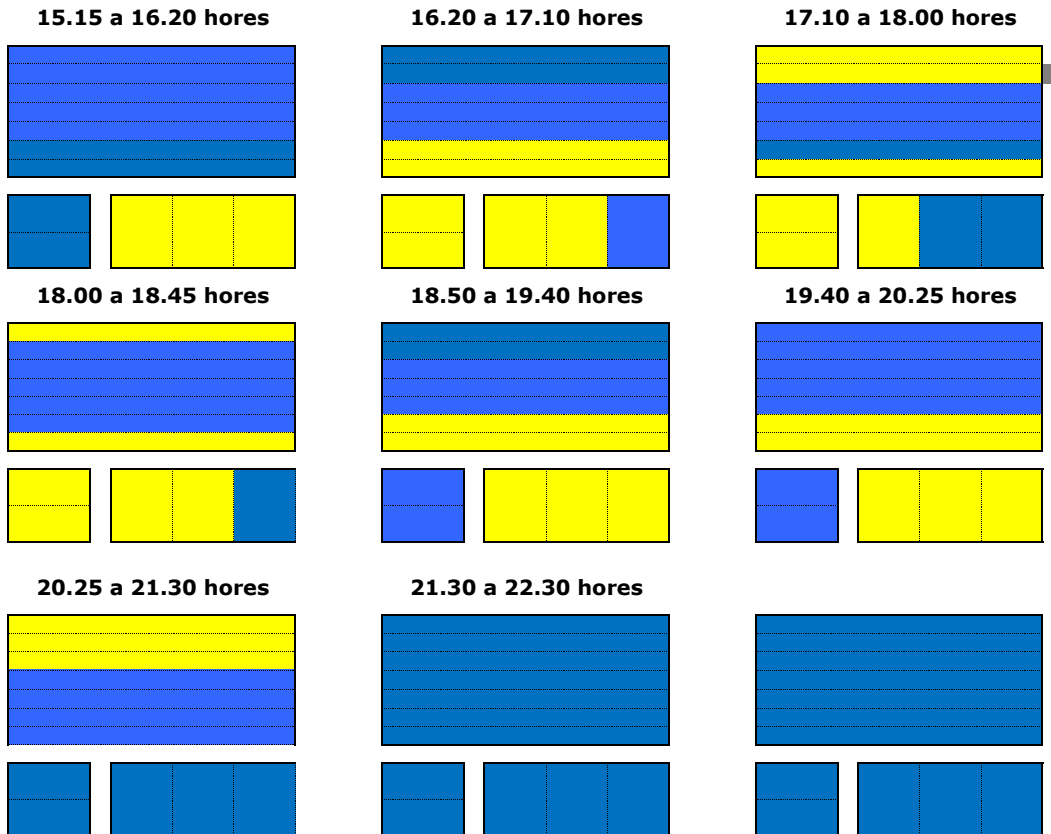 15.15 a 16.20 hores
16.20 a 17.10 hores
17.10 a 18.00 hores
18.00 a 18.45 hores
18.50 a 19.40 hores
19.40 a 20.25 hores
20.25 a 21.30 hores
21.30 a 22.30 hores